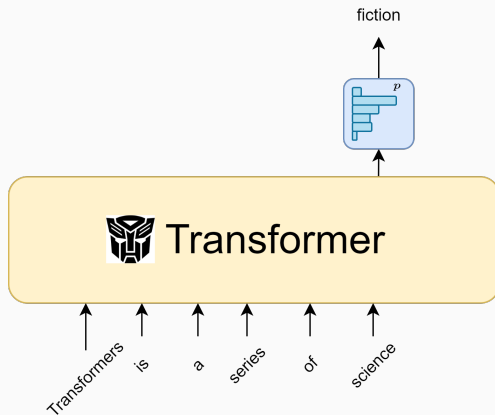 fiction
p
Transformer
Transformers
is
a
series
of
science